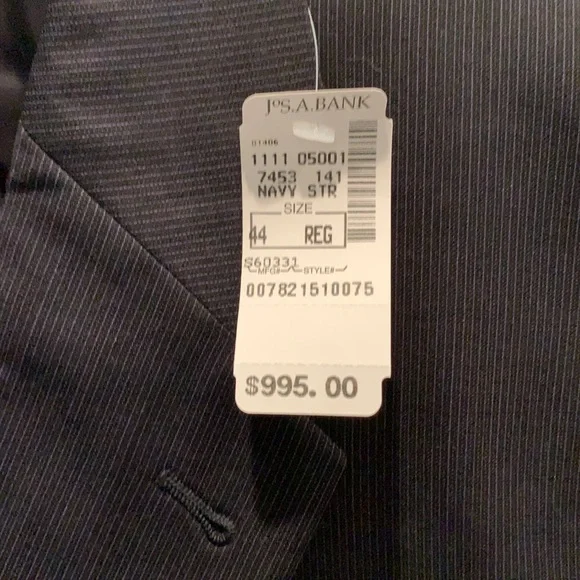 JoS.A.BANK
01406
1111 05001
7453 141
NAVY STR
SIZE
44 REG
S60331
MFG# STYLE#
007821510075
$995.00